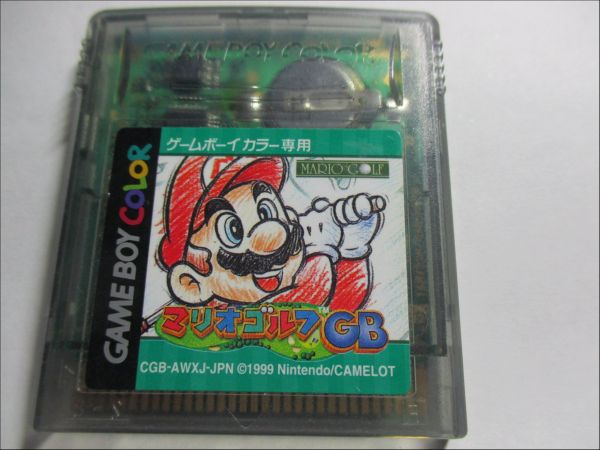 GAME BOY COLOR
ゲームボーイカラー専用
MARIO GOLF
GAME BOY COLOR
M
マリオゴルフGB
TM
CGB-AWXJ-JPN ©1999 Nintendo/CAMELOT